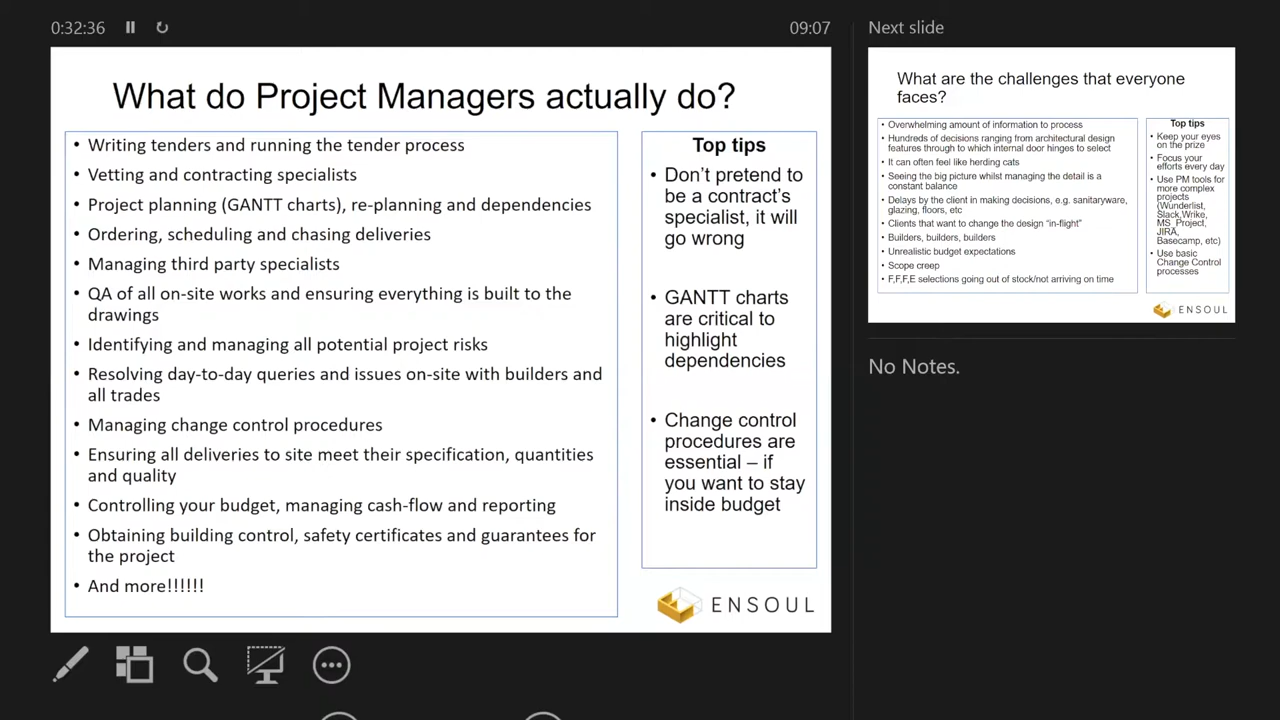 0:32:36
09:07
Next slide
What do Project Managers actually do?
• Writing tenders and running the tender process
• Vetting and contracting specialists
• Project planning (GANTT charts), re-planning and dependencies
• Ordering, scheduling and chasing deliveries
• Managing third party specialists
• QA of all on-site works and ensuring everything is built to the
drawings
• Identifying and managing all potential project risks
• Resolving day-to-day queries and issues on-site with builders and
all trades
• Managing change control procedures
• Ensuring all deliveries to site meet their specification, quantities
and quality
• Controlling your budget, managing cash-flow and reporting
• Obtaining building control, safety certificates and guarantees for
the project
• And more!!!!!!
Top tips
• Don’t pretend to
be a contract’s
specialist, it will
go wrong
• GANTT charts
are critical to
highlight
dependencies
• Change control
procedures are
essential – if
you want to stay
inside budget
ENSOUL
What are the challenges that everyone
faces?
• Overwhelming amount of information to process
• Hundreds of decisions ranging from architectural design
features through to which internal door hinges to select
• It can often feel like herding cats
• Seeing the big picture whilst managing the detail is a
constant balance
• Delays by the client in making decisions, e.g. sanitaryware,
glazing, floors, etc
• Clients that want to change the design “in-flight”
• Builders, builders, builders
• Unrealistic budget expectations
• Scope creep
• F,F,F,E selections going out of stock/not arriving on time
Top tips
• Keep your eyes
on the prize
• Focus your
efforts every day
• Use PM tools for
more complex
projects
(Wunderlist,
Slack,Wrike,
MS Project,
JIRA,
Basecamp, etc)
• Use basic
Change Control
processes
ENSOUL
No Notes.